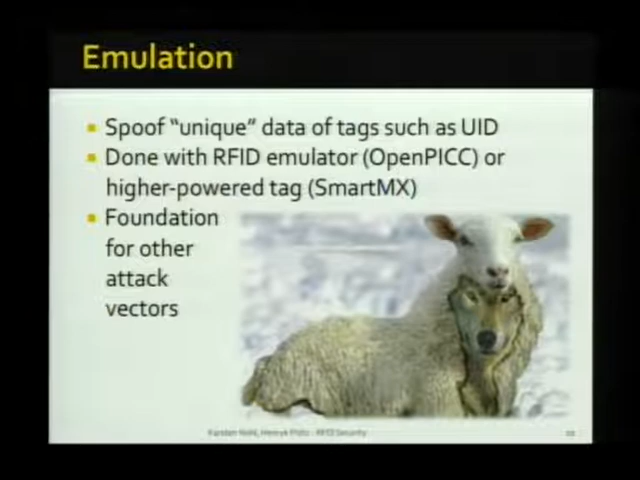 Emulation
Spoof “unique” data of tags such as UID
Done with RFID emulator (OpenPICC) or
higher-powered tag (SmartMX)
Foundation
for other
attack
vectors
Karsten Nohl, Henryk Plötz - RFID Security